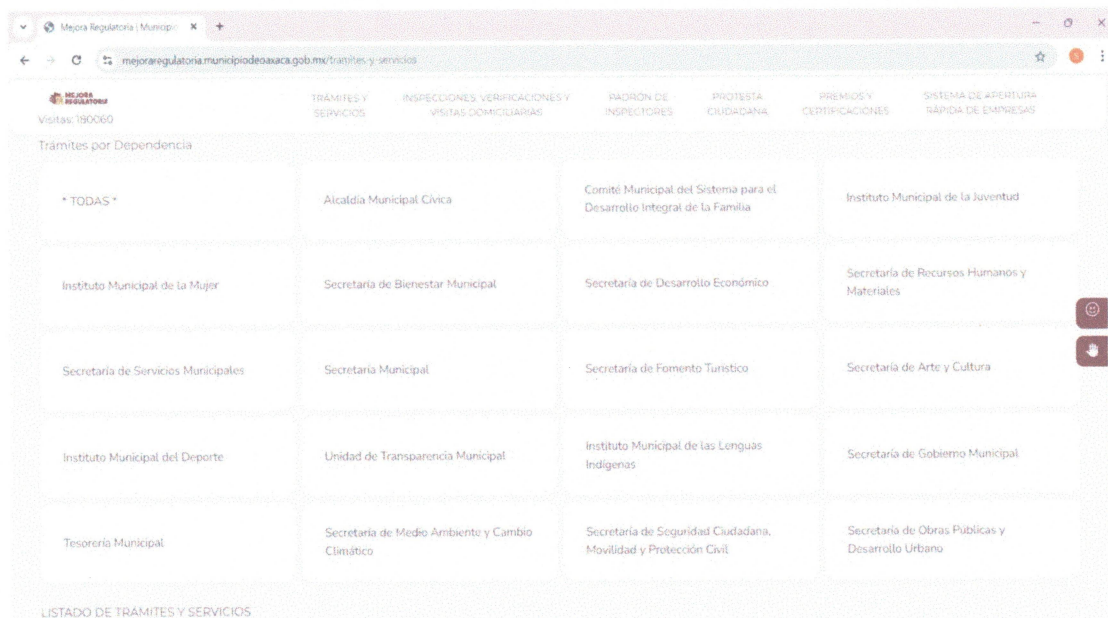 Mejora Regulatoria | Municip
mejoraregulatoria.municipiodeoaxaca.gob.mx/tramites-y-servicios
MEJORA
REGULATORIA
Visitas: 180060
TRÁMITES Y
SERVICIOS
INSPECCIONES, VERIFICACIONES Y
VISITAS DOMICILIARIAS
PADRÓN DE
INSPECTORES
PROTESTA
CIUDADANA
PREMIOS Y
CERTIFICACIONES
SISTEMA DE APERTURA
RÁPIDA DE EMPRESAS
Trámites por Dependencia
* TODAS *
Alcaldía Municipal Cívica
Comité Municipal del Sistema para el
Desarrollo Integral de la Familia
Instituto Municipal de la Juventud
Instituto Municipal de la Mujer
Secretaría de Bienestar Municipal
Secretaría de Desarrollo Económico
Secretaría de Recursos Humanos y
Materiales
Secretaría de Servicios Municipales
Secretaría Municipal
Secretaría de Fomento Turístico
Secretaría de Arte y Cultura
Instituto Municipal del Deporte
Unidad de Transparencia Municipal
Instituto Municipal de las Lenguas
Indígenas
Secretaría de Gobierno Municipal
Tesorería Municipal
Secretaría de Medio Ambiente y Cambio
Climático
Secretaría de Seguridad Ciudadana,
Movilidad y Protección Civil
Secretaría de Obras Públicas y
Desarrollo Urbano
LISTADO DE TRÁMITES Y SERVICIOS